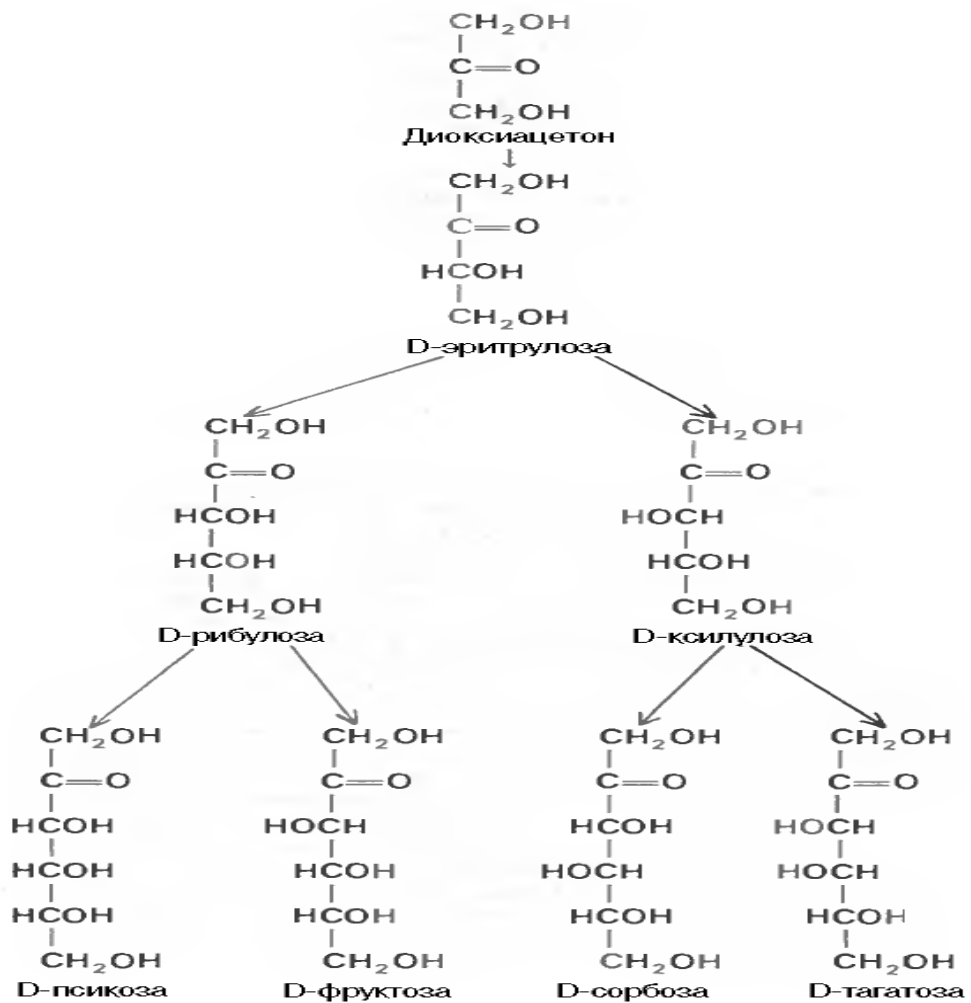 CH₂OH
C=O
CH₂OH
Диоксиацетон
CH₂OH
C=O
HCOH
CH₂OH
D-эритрулоза
CH₂OH
C=O
HCOH
HCOH
CH₂OH
D-рибулоза
CH₂OH
C=O
HOCH
HCOH
CH₂OH
D-ксилулоза
CH₂OH
C=O
HCOH
HCOH
HCOH
CH₂OH
D-псикоза
CH₂OH
C=O
HOCH
HCOH
HCOH
CH₂OH
D-фруктоза
CH₂OH
C=O
HCOH
HOCH
HCOH
CH₂OH
D-сорбоза
CH₂OH
C=O
HOCH
HOCH
HCOH
CH₂OH
D-тагатоза